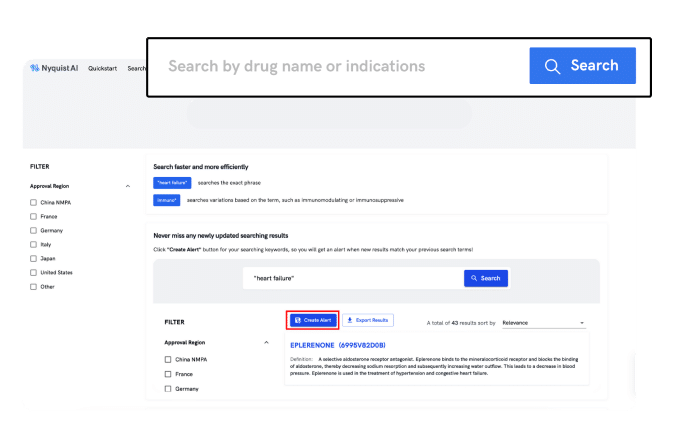 Search by drug name or indications
Search
NyquistAI Quickstart Search
FILTER
Approval Region
China NMPA
France
Germany
Italy
Japan
United States
Other
Search faster and more efficiently
"heart failure" searches the exact phrase
immuno* searches variations based on the term, such as immunomodulating or immunosuppressive
Never miss any newly updated searching results
Click "Create Alert" button for your searching keywords, so you will get an alert when new results match your previous search terms!
"heart failure"
Search
FILTER
Approval Region
China NMPA
France
Germany
Create Alert Export Results A total of 43 results sort by Relevance
EPLERENONE (6995V82D0B)
Definition: A selective aldosterone receptor antagonist. Eplerenone binds to the mineralocorticoid receptor and blocks the binding
of aldosterone, thereby decreasing sodium resorption and subsequently increasing water outflow. This leads to a decrease in blood
pressure. Eplerenone is used in the treatment of hypertension and congestive heart failure.